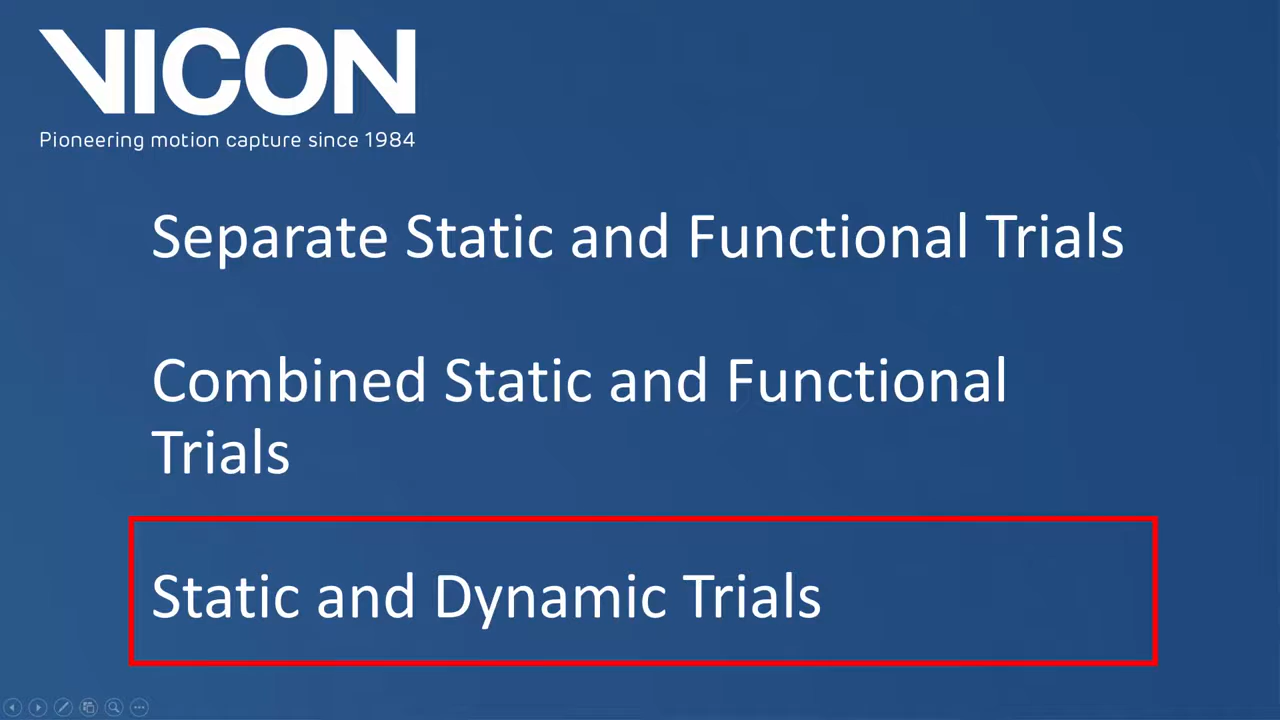 VICON
Pioneering motion capture since 1984
Separate Static and Functional Trials
Combined Static and Functional
Trials
Static and Dynamic Trials